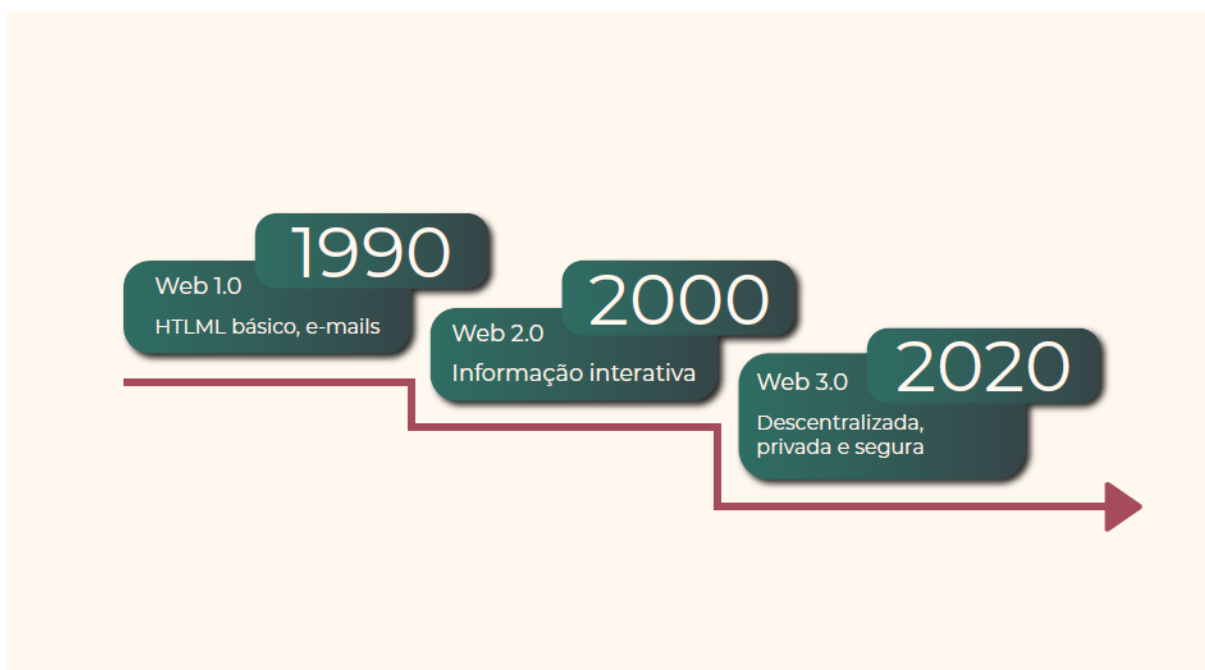 1990
Web 1.0
HTLML básico, e-mails
2000
Web 2.0
Informação interativa
2020
Web 3.0
Descentralizada,
privada e segura